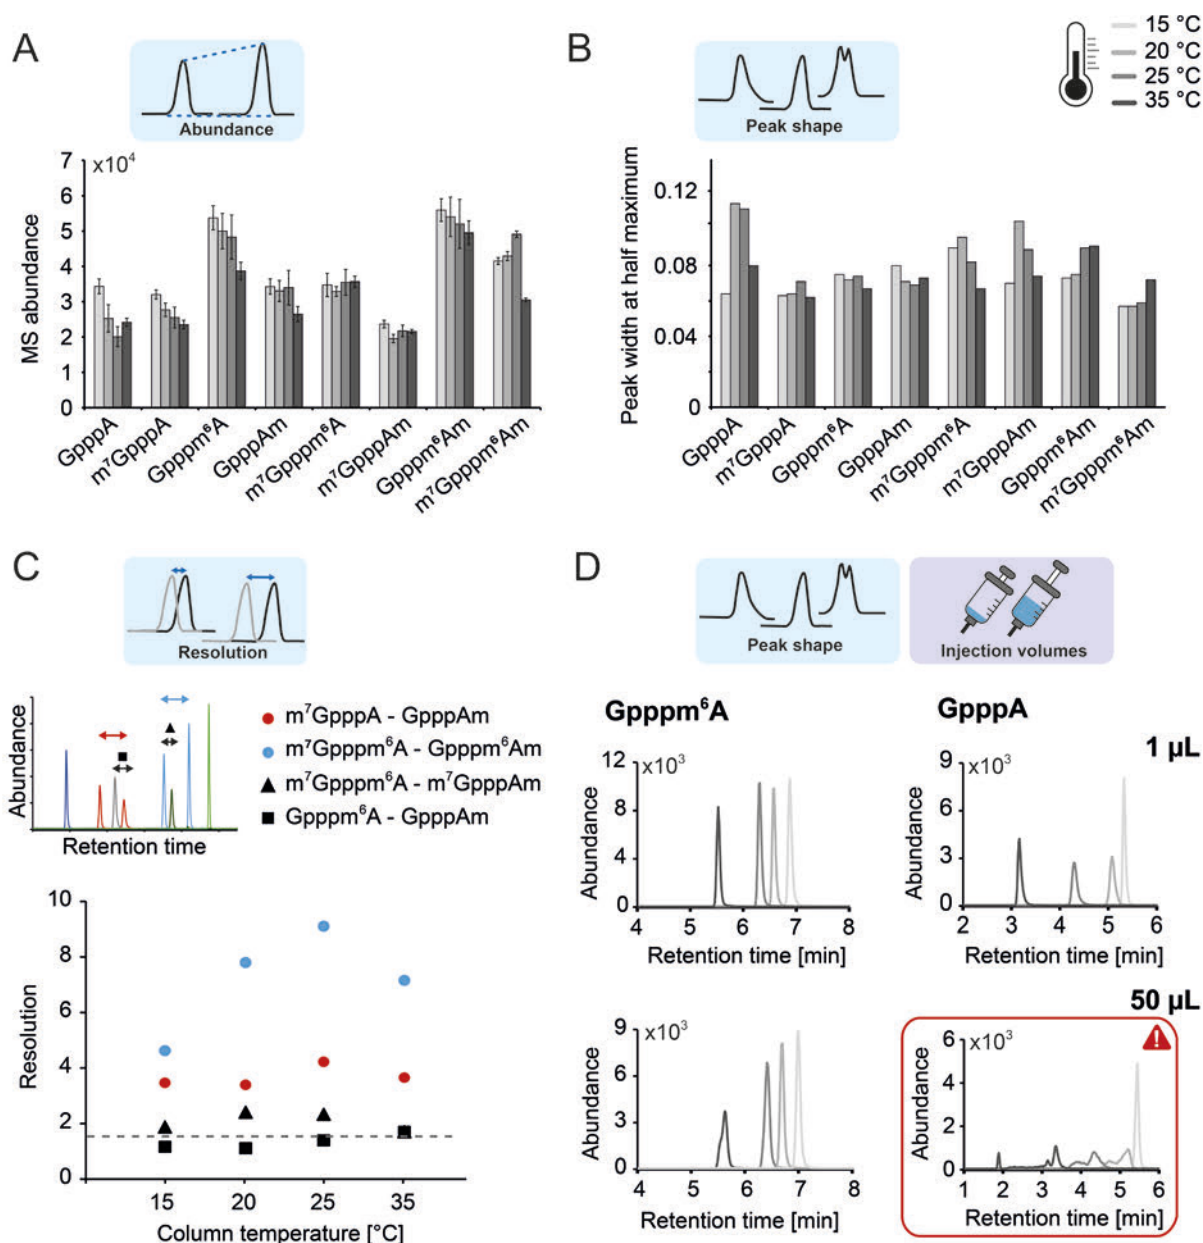 A
Abundance
x10⁴
7
6
5
4
3
2
1
0
MS abundance
GpppA
m⁷GpppA
Gpppm⁶A
GpppAm
m⁷Gpppm⁶A
m⁷GpppAm
Gpppm⁶Am
m⁷Gpppm⁶Am
B
Peak shape
15 °C
20 °C
25 °C
35 °C
0.12
0.08
0.04
0
Peak width at half maximum
GpppA
m⁷GpppA
Gpppm⁶A
GpppAm
m⁷Gpppm⁶A
m⁷GpppAm
Gpppm⁶Am
m⁷Gpppm⁶Am
C
Resolution
Abundance
Retention time
m⁷GpppA - GpppAm
m⁷Gpppm⁶A - Gpppm⁶Am
m⁷Gpppm⁶A - m⁷GpppAm
Gpppm⁶A - GpppAm
10
8
6
4
2
0
Resolution
15 20 25 35
Column temperature [°C]
D
Peak shape
Injection volumes
Gpppm⁶A
GpppA
1 µL
x10³
12
9
6
3
0
Abundance
4 5 6 7 8
Retention time [min]
x10³
9
6
3
0
Abundance
2 3 4 5 6
Retention time [min]
50 µL
x10³
9
6
3
0
Abundance
4 5 6 7 8
Retention time [min]
x10³
6
4
2
0
Abundance
1 2 3 4 5 6
Retention time [min]
!